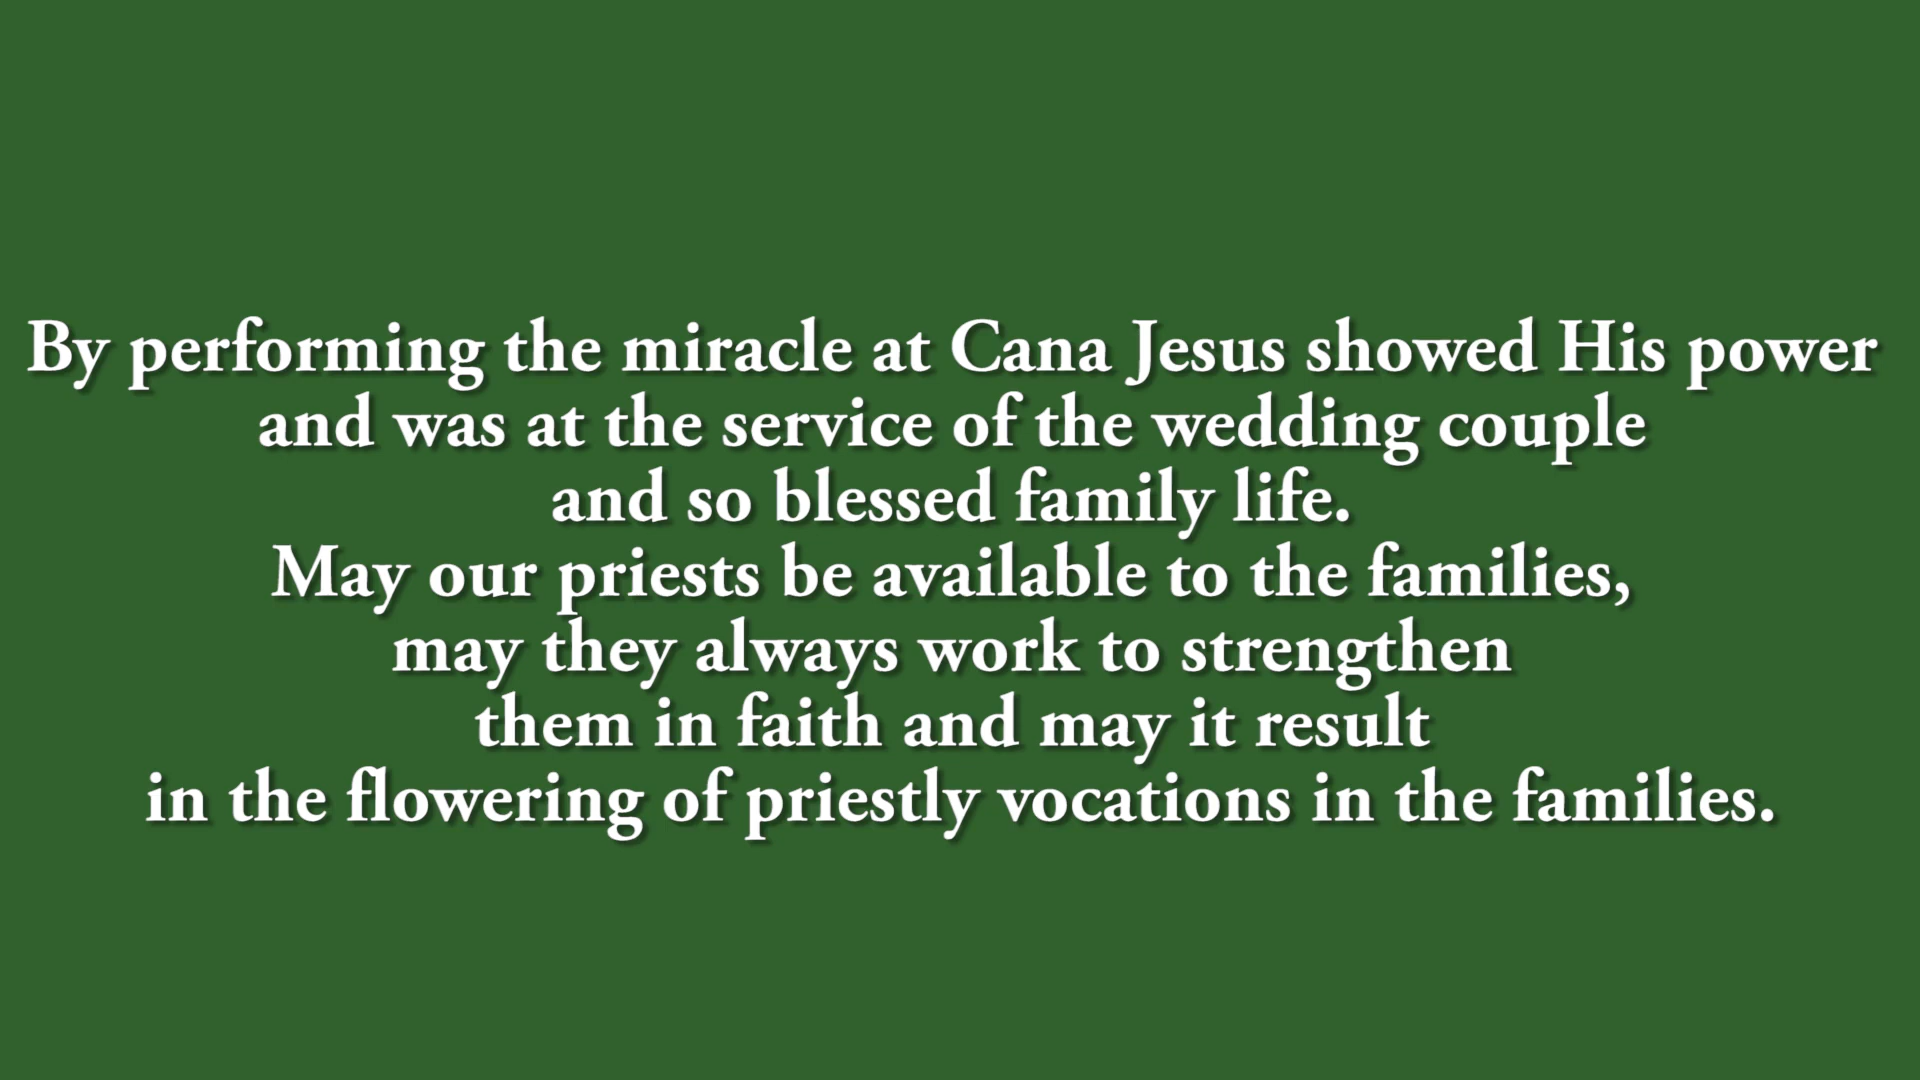 By performing the miracle at Cana Jesus showed His power
and was at the service of the wedding couple
and so blessed family life.
May our priests be available to the families,
may they always work to strengthen
them in faith and may it result
in the flowering of priestly vocations in the families.